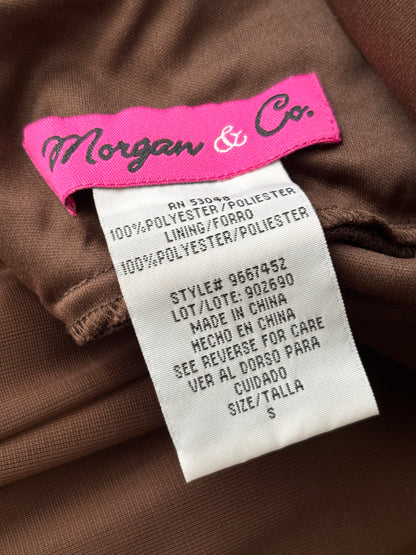 Morgan & Co.
RN 53048
100%POLYESTER/POLIESTER
LINING/FORRO
100%POLYESTER/POLIESTER
STYLE# 9667452
LOT/LOTE: 902690
MADE IN CHINA
HECHO EN CHINA
SEE REVERSE FOR CARE
VER AL DORSO PARA
CUIDADO
SIZE/TALLA
S